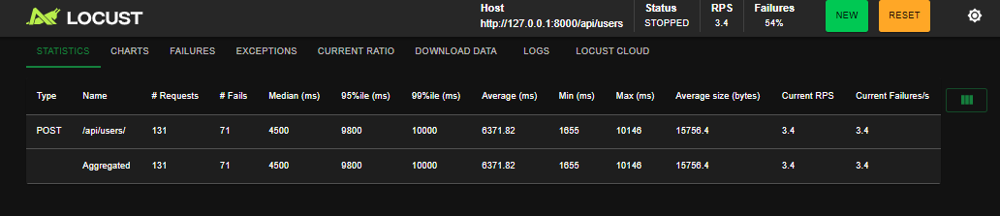 LOCUST
Host Status RPS Failures
http://127.0.0.1:8000/api/users STOPPED 3.4 54% NEW RESET
STATISTICS CHARTS FAILURES EXCEPTIONS CURRENT RATIO DOWNLOAD DATA LOGS LOCUST CLOUD
Type Name # Requests # Fails Median (ms) 95%ile (ms) 99%ile (ms) Average (ms) Min (ms) Max (ms) Average size (bytes) Current RPS Current Failures/s
POST /api/users/ 131 71 4500 9800 10000 6371.82 1655 10146 15756.4 3.4 3.4
Aggregated 131 71 4500 9800 10000 6371.82 1655 10146 15756.4 3.4 3.4